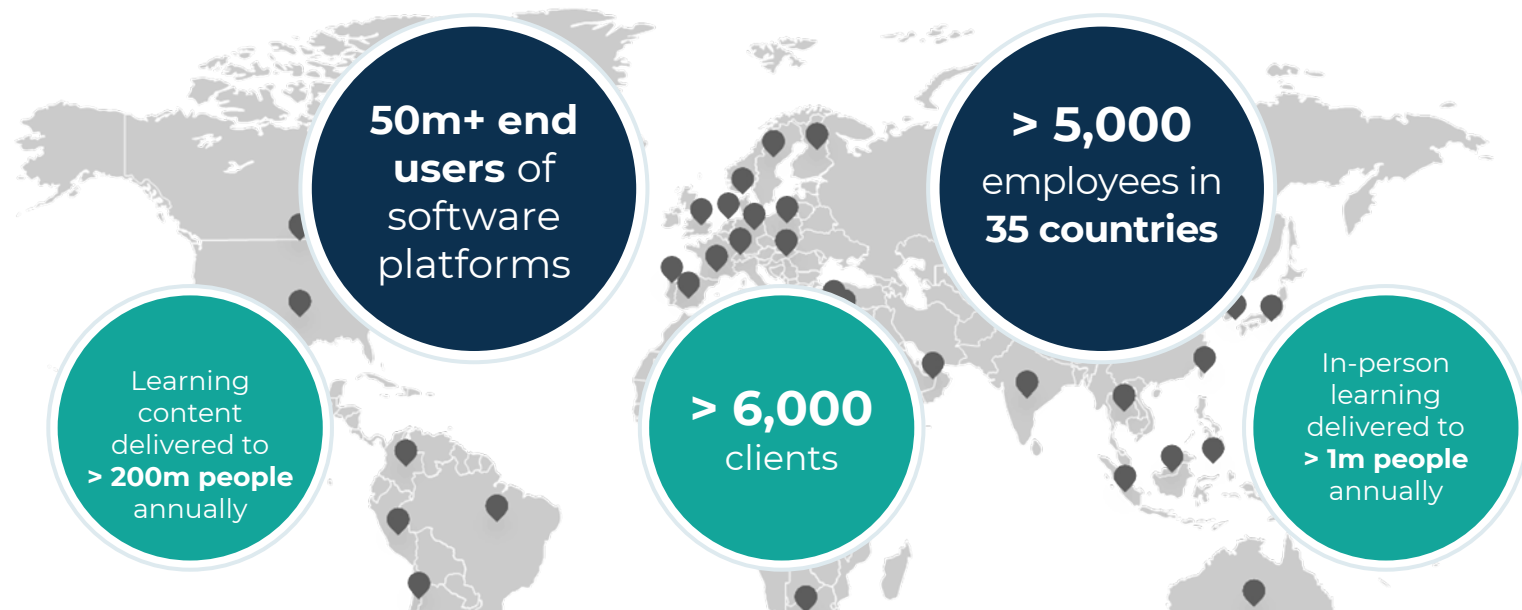 50m+ end
users of
software
platforms
> 5,000
employees in
35 countries
Learning
content
delivered to
> 200m people
annually
> 6,000
clients
In-person
learning
delivered to
> 1m people
annually